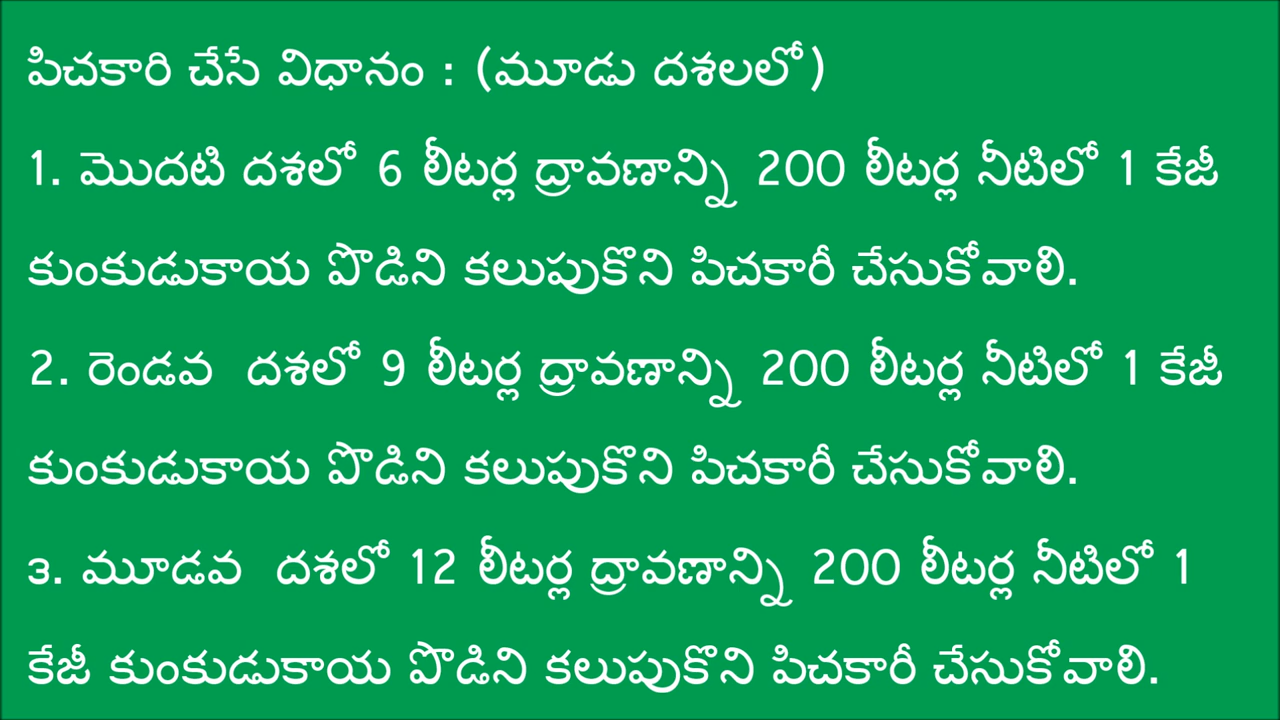 పిచకారి చేసే విధానం : (మూడు దశలలో)
1. మొదటి దశలో 6 లీటర్ల ద్రావణాన్ని 200 లీటర్ల నీటిలో 1 కేజీ
కుంకుడుకాయ పొడిని కలుపుకొని పిచకారీ చేసుకోవాలి.
2. రెండవ దశలో 9 లీటర్ల ద్రావణాన్ని 200 లీటర్ల నీటిలో 1 కేజీ
కుంకుడుకాయ పొడిని కలుపుకొని పిచకారీ చేసుకోవాలి.
3. మూడవ దశలో 12 లీటర్ల ద్రావణాన్ని 200 లీటర్ల నీటిలో 1
కేజీ కుంకుడుకాయ పొడిని కలుపుకొని పిచకారీ చేసుకోవాలి.